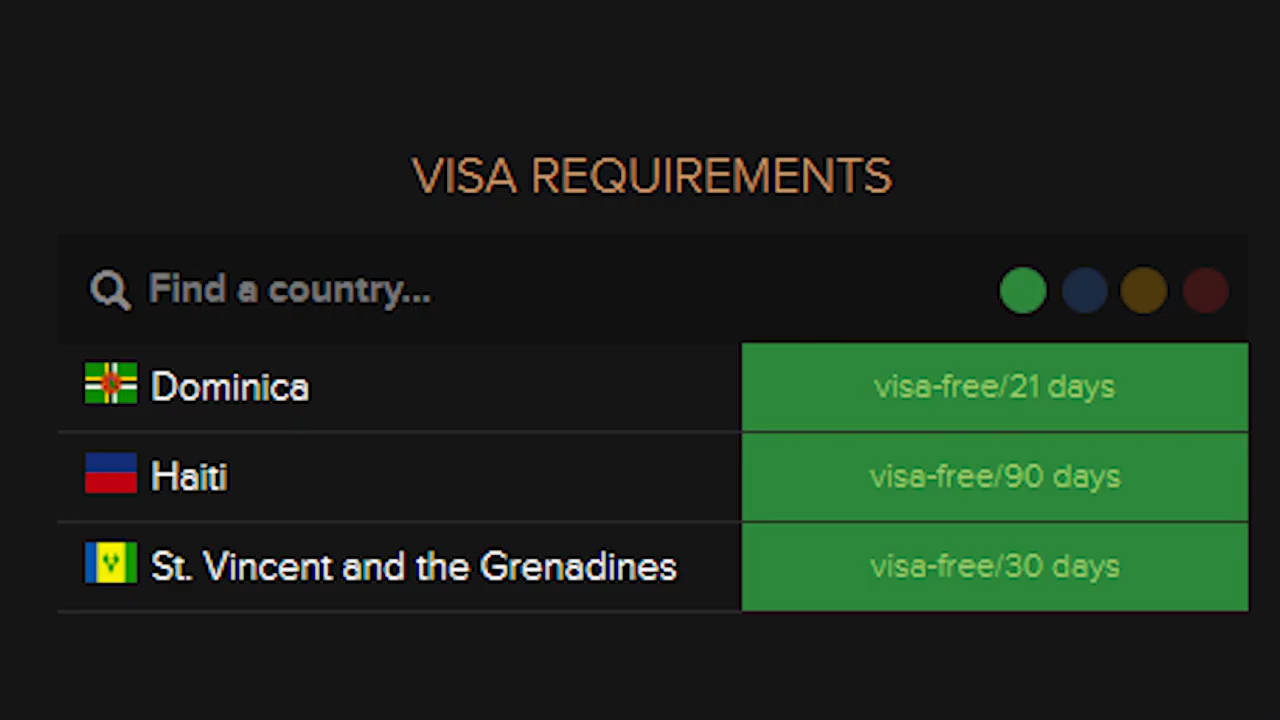 VISA REQUIREMENTS
Find a country...
Dominica visa-free/21 days
Haiti visa-free/90 days
St. Vincent and the Grenadines visa-free/30 days